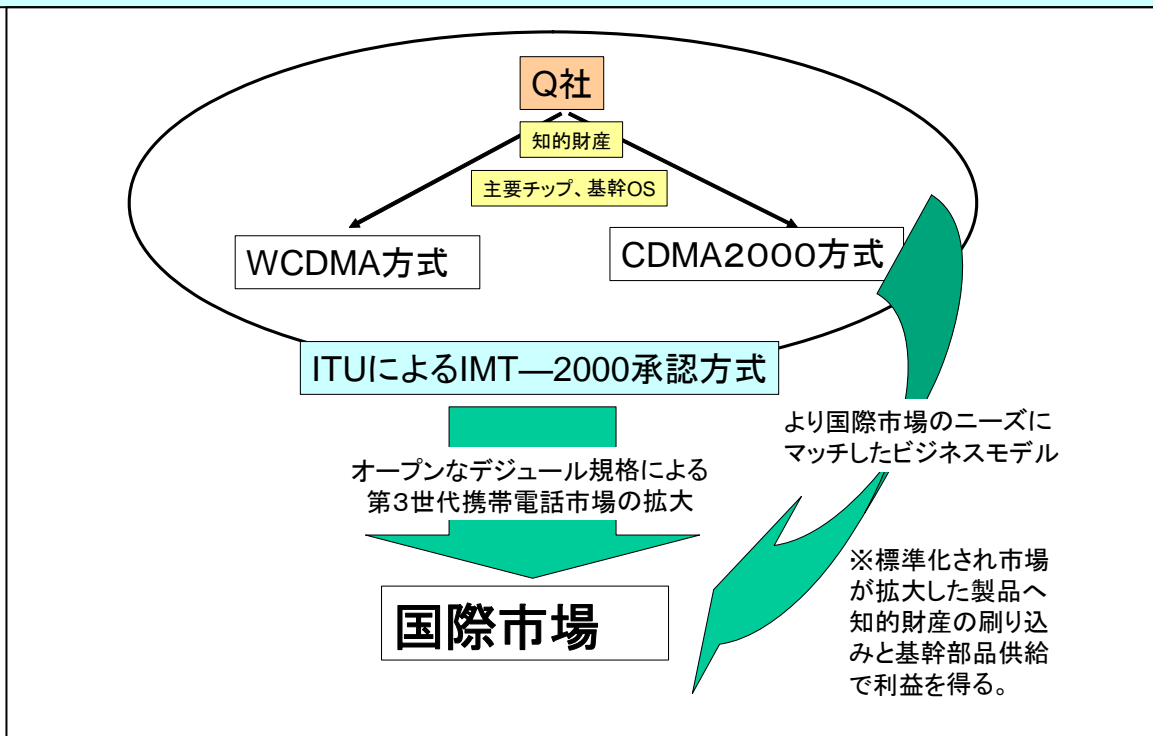 Q社
知的財産
主要チップ、基幹OS
WCDMA方式
CDMA2000方式
ITUによるIMT―2000承認方式
より国際市場のニーズに
マッチしたビジネスモデル
オープンなデジュール規格による
第3世代携帯電話市場の拡大
国際市場
※標準化され市場
が拡大した製品へ
知的財産の刷り込
みと基幹部品供給
で利益を得る。